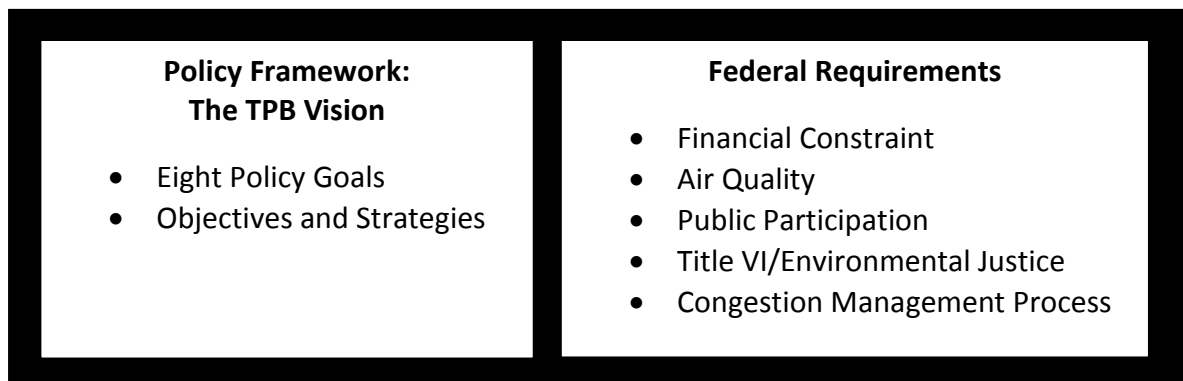 Policy Framework:
The TPB Vision
• Eight Policy Goals
• Objectives and Strategies
Federal Requirements
• Financial Constraint
• Air Quality
• Public Participation
• Title VI/Environmental Justice
• Congestion Management Process